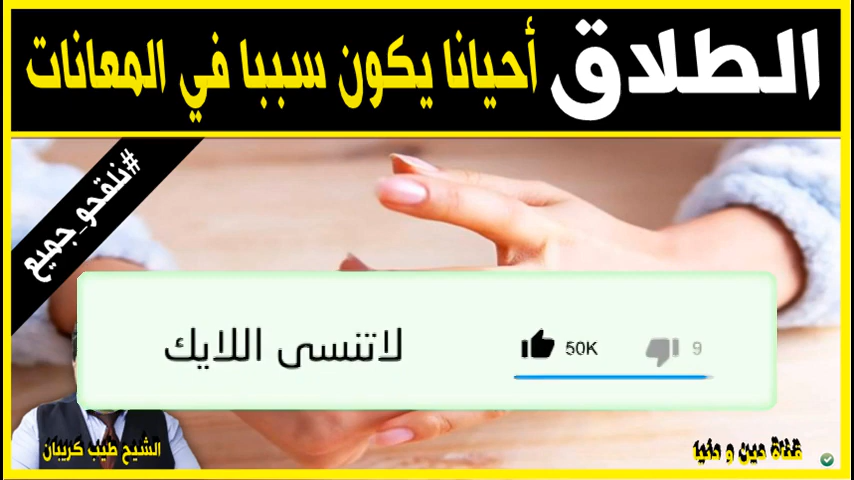 الطلاق أحيانا يكون سببا في المعانات
#نلقحو_جميع
لاتنسى اللايك
50K
9
الشيخ طيب كريبان
قناة دين و دنيا